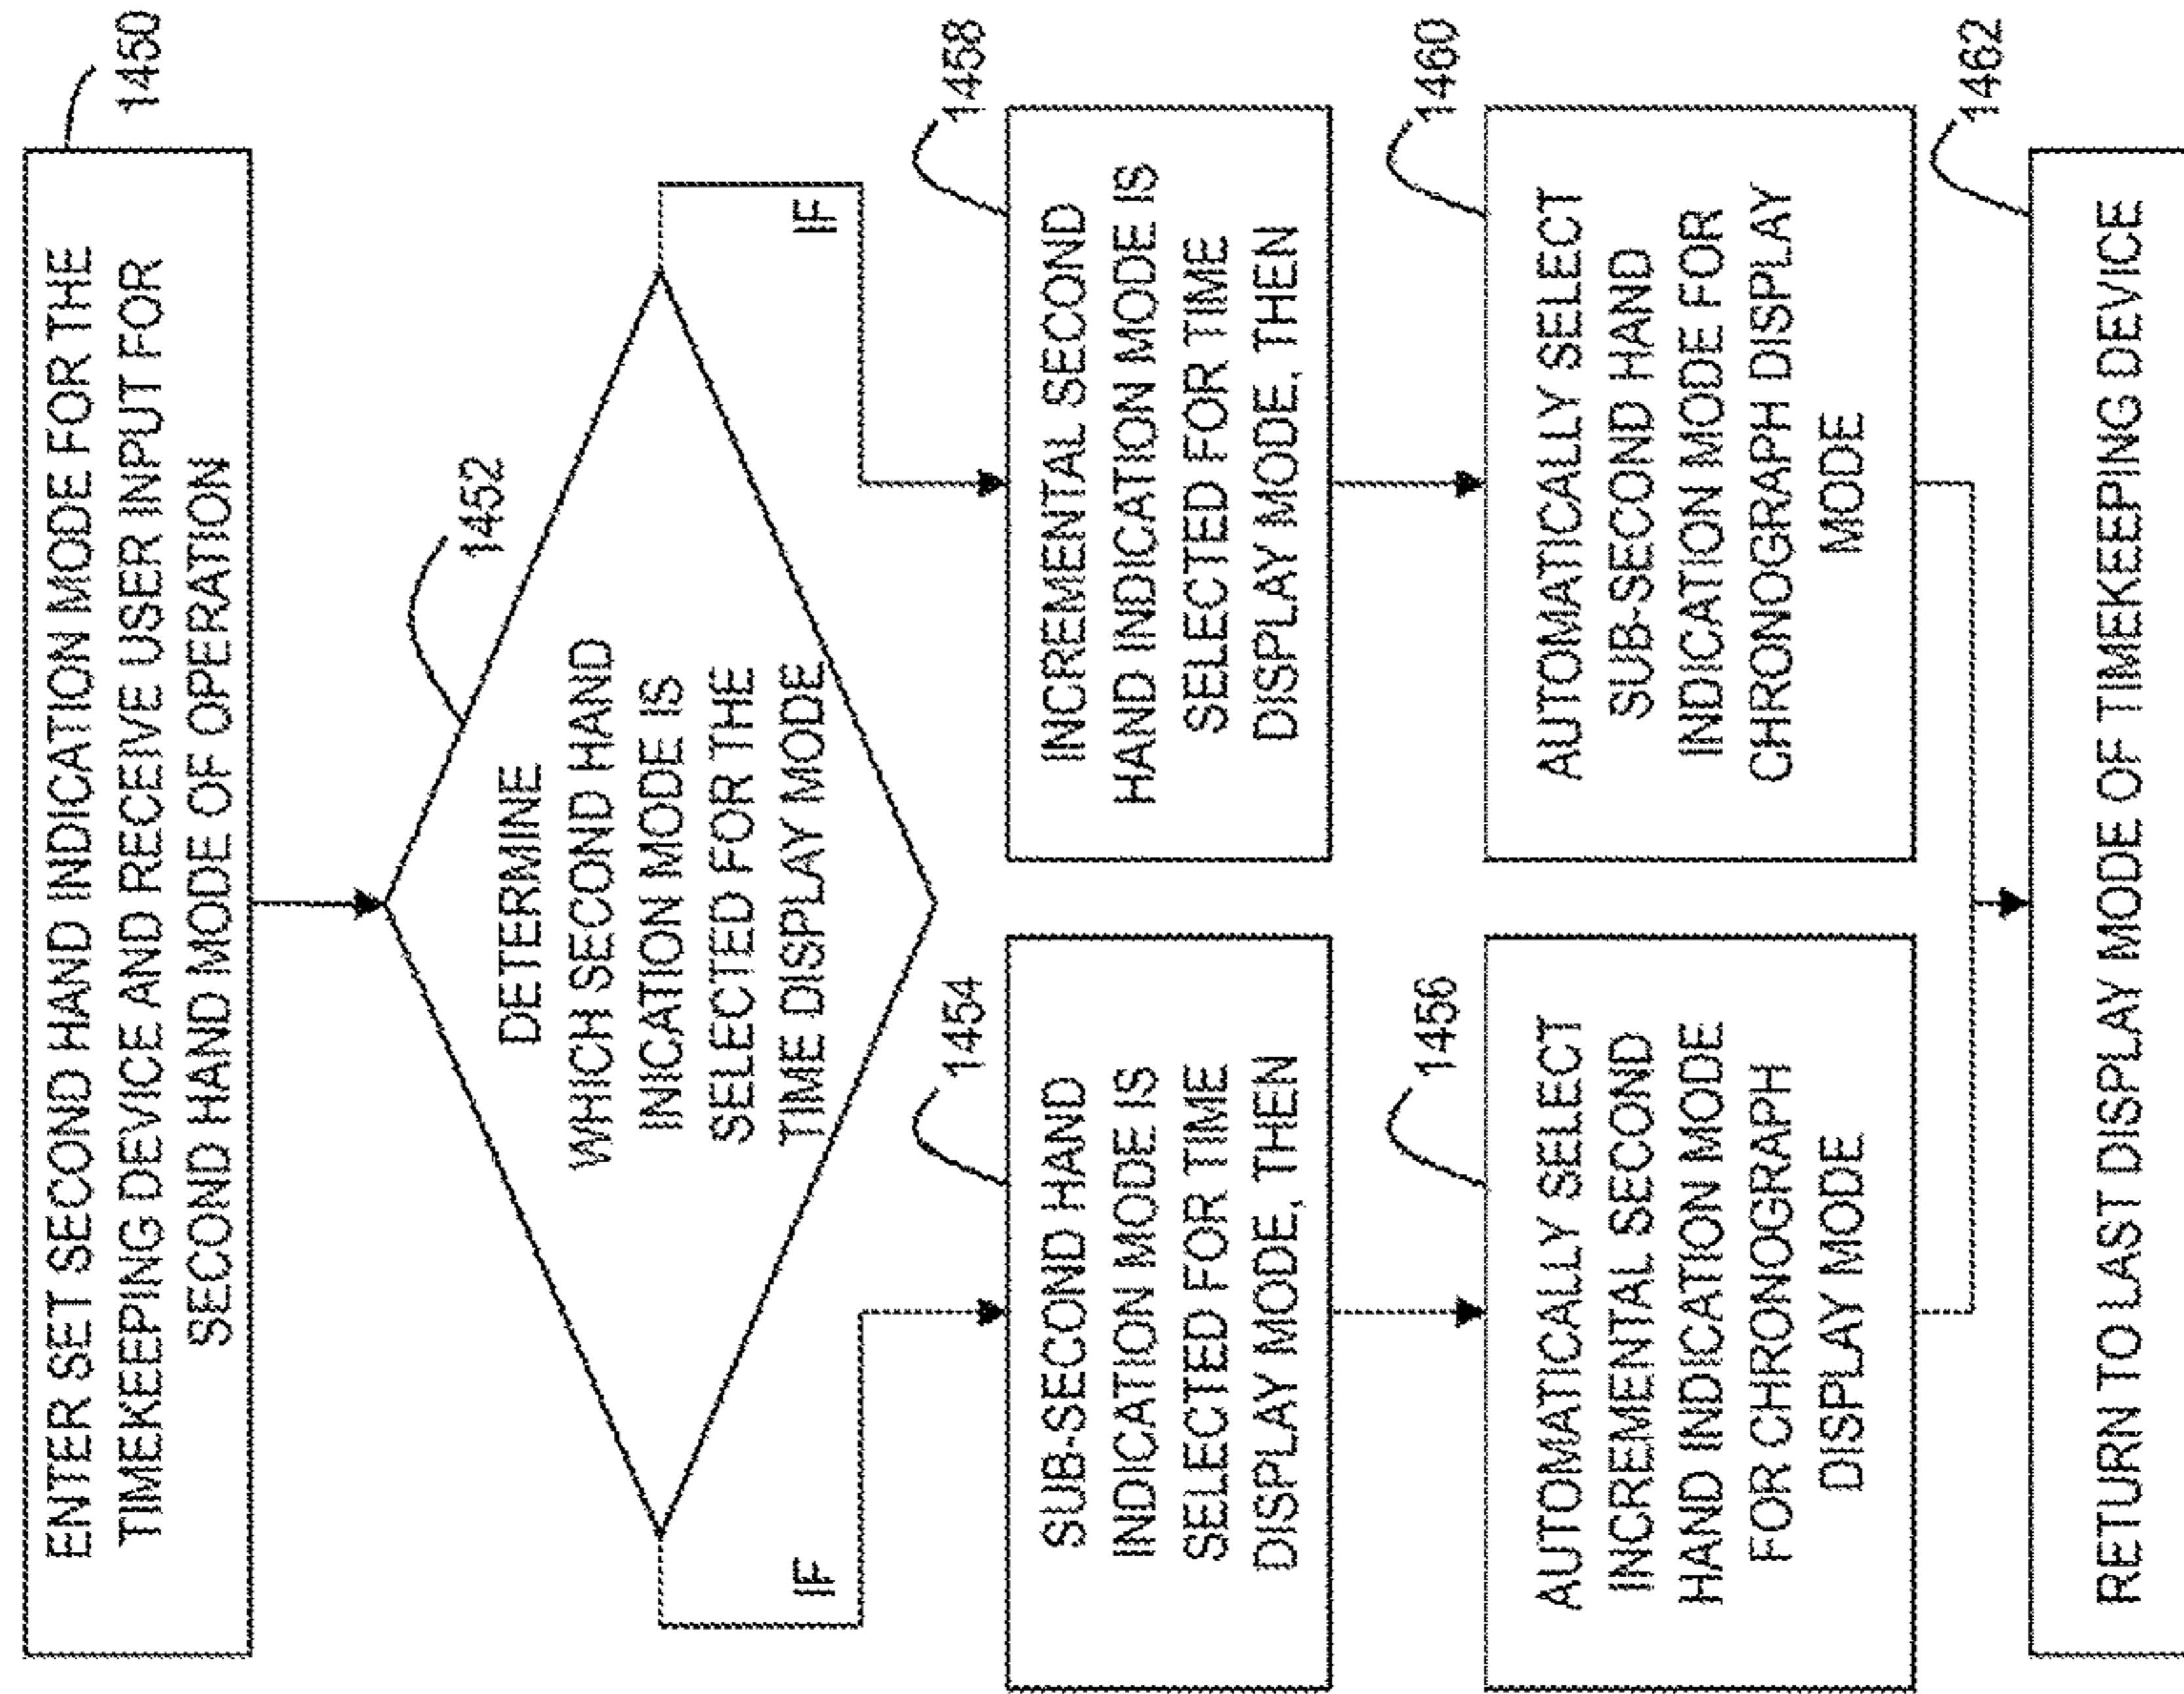 ENTER SET SECOND HAND INDICATION MODE FOR THE
TIMEKEEPING DEVICE AND RECEIVE USER INPUT FOR
SECOND HAND MODE OF OPERATION
1450
1452
DETERMINE
WHICH SECOND HAND
INICATION MODE IS
SELECTED FOR THE
TIME DISPLAY MODE
IF
IF
1454
SUB-SECOND HAND
INDICATION MODE IS
SELECTED FOR TIME
DISPLAY MODE, THEN
1458
INCREMENTAL SECOND
HAND INDICATION MODE IS
SELECTED FOR TIME
DISPLAY MODE, THEN
1456
AUTOMATICALLY SELECT
INCREMENTAL SECOND
HAND INDICATION MODE
FOR CHRONOGRAPH
DISPLAY MODE
1460
AUTOMATICALLY SELECT
SUB-SECOND HAND
INDICATION MODE FOR
CHRONOGRAPH DISPLAY
MODE
1462
RETURN TO LAST DISPLAY MODE OF TIMEKEEPING DEVICE